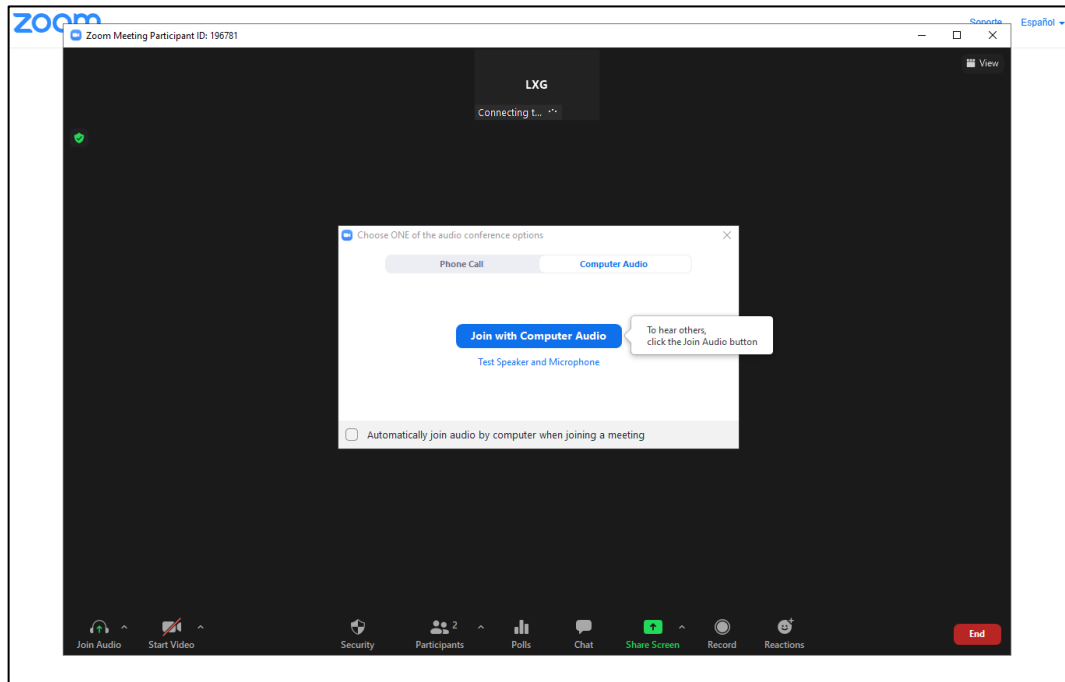 zoom
Soporte Español
Zoom Meeting Participant ID: 196781
View
LXG
Connecting t...
Choose ONE of the audio conference options
Phone Call Computer Audio
Join with Computer Audio
To hear others,
click the Join Audio button
Test Speaker and Microphone
Automatically join audio by computer when joining a meeting
2
Join Audio Start Video Security Participants Polls Chat Share Screen Record Reactions End